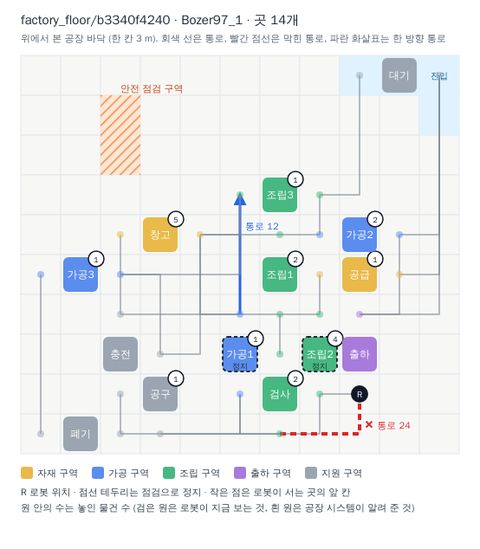 factory_floor/b3340f4240 · Bozer97_1 · 곳 14개
위에서 본 공장 바닥 (한 칸 3 m). 회색 선은 통로, 빨간 점선은 막힌 통로, 파란 화살표는 한 방향 통로
대기
진입
안전 점검 구역
조립3
1
창고
5
통로 12
가공2
2
가공3
1
조립1
2
공급
1
충전
가공1
1
정지
조립2
4
정지
출하
공구
1
검사
2
R
폐기
× 통로 24
자재 구역
가공 구역
조립 구역
출하 구역
지원 구역
R 로봇 위치 · 점선 테두리는 점검으로 정지 · 작은 점은 로봇이 서는 곳의 앞 칸
원 안의 수는 놓인 물건 수 (검은 원은 로봇이 지금 보는 것, 흰 원은 공장 시스템이 알려 준 것)